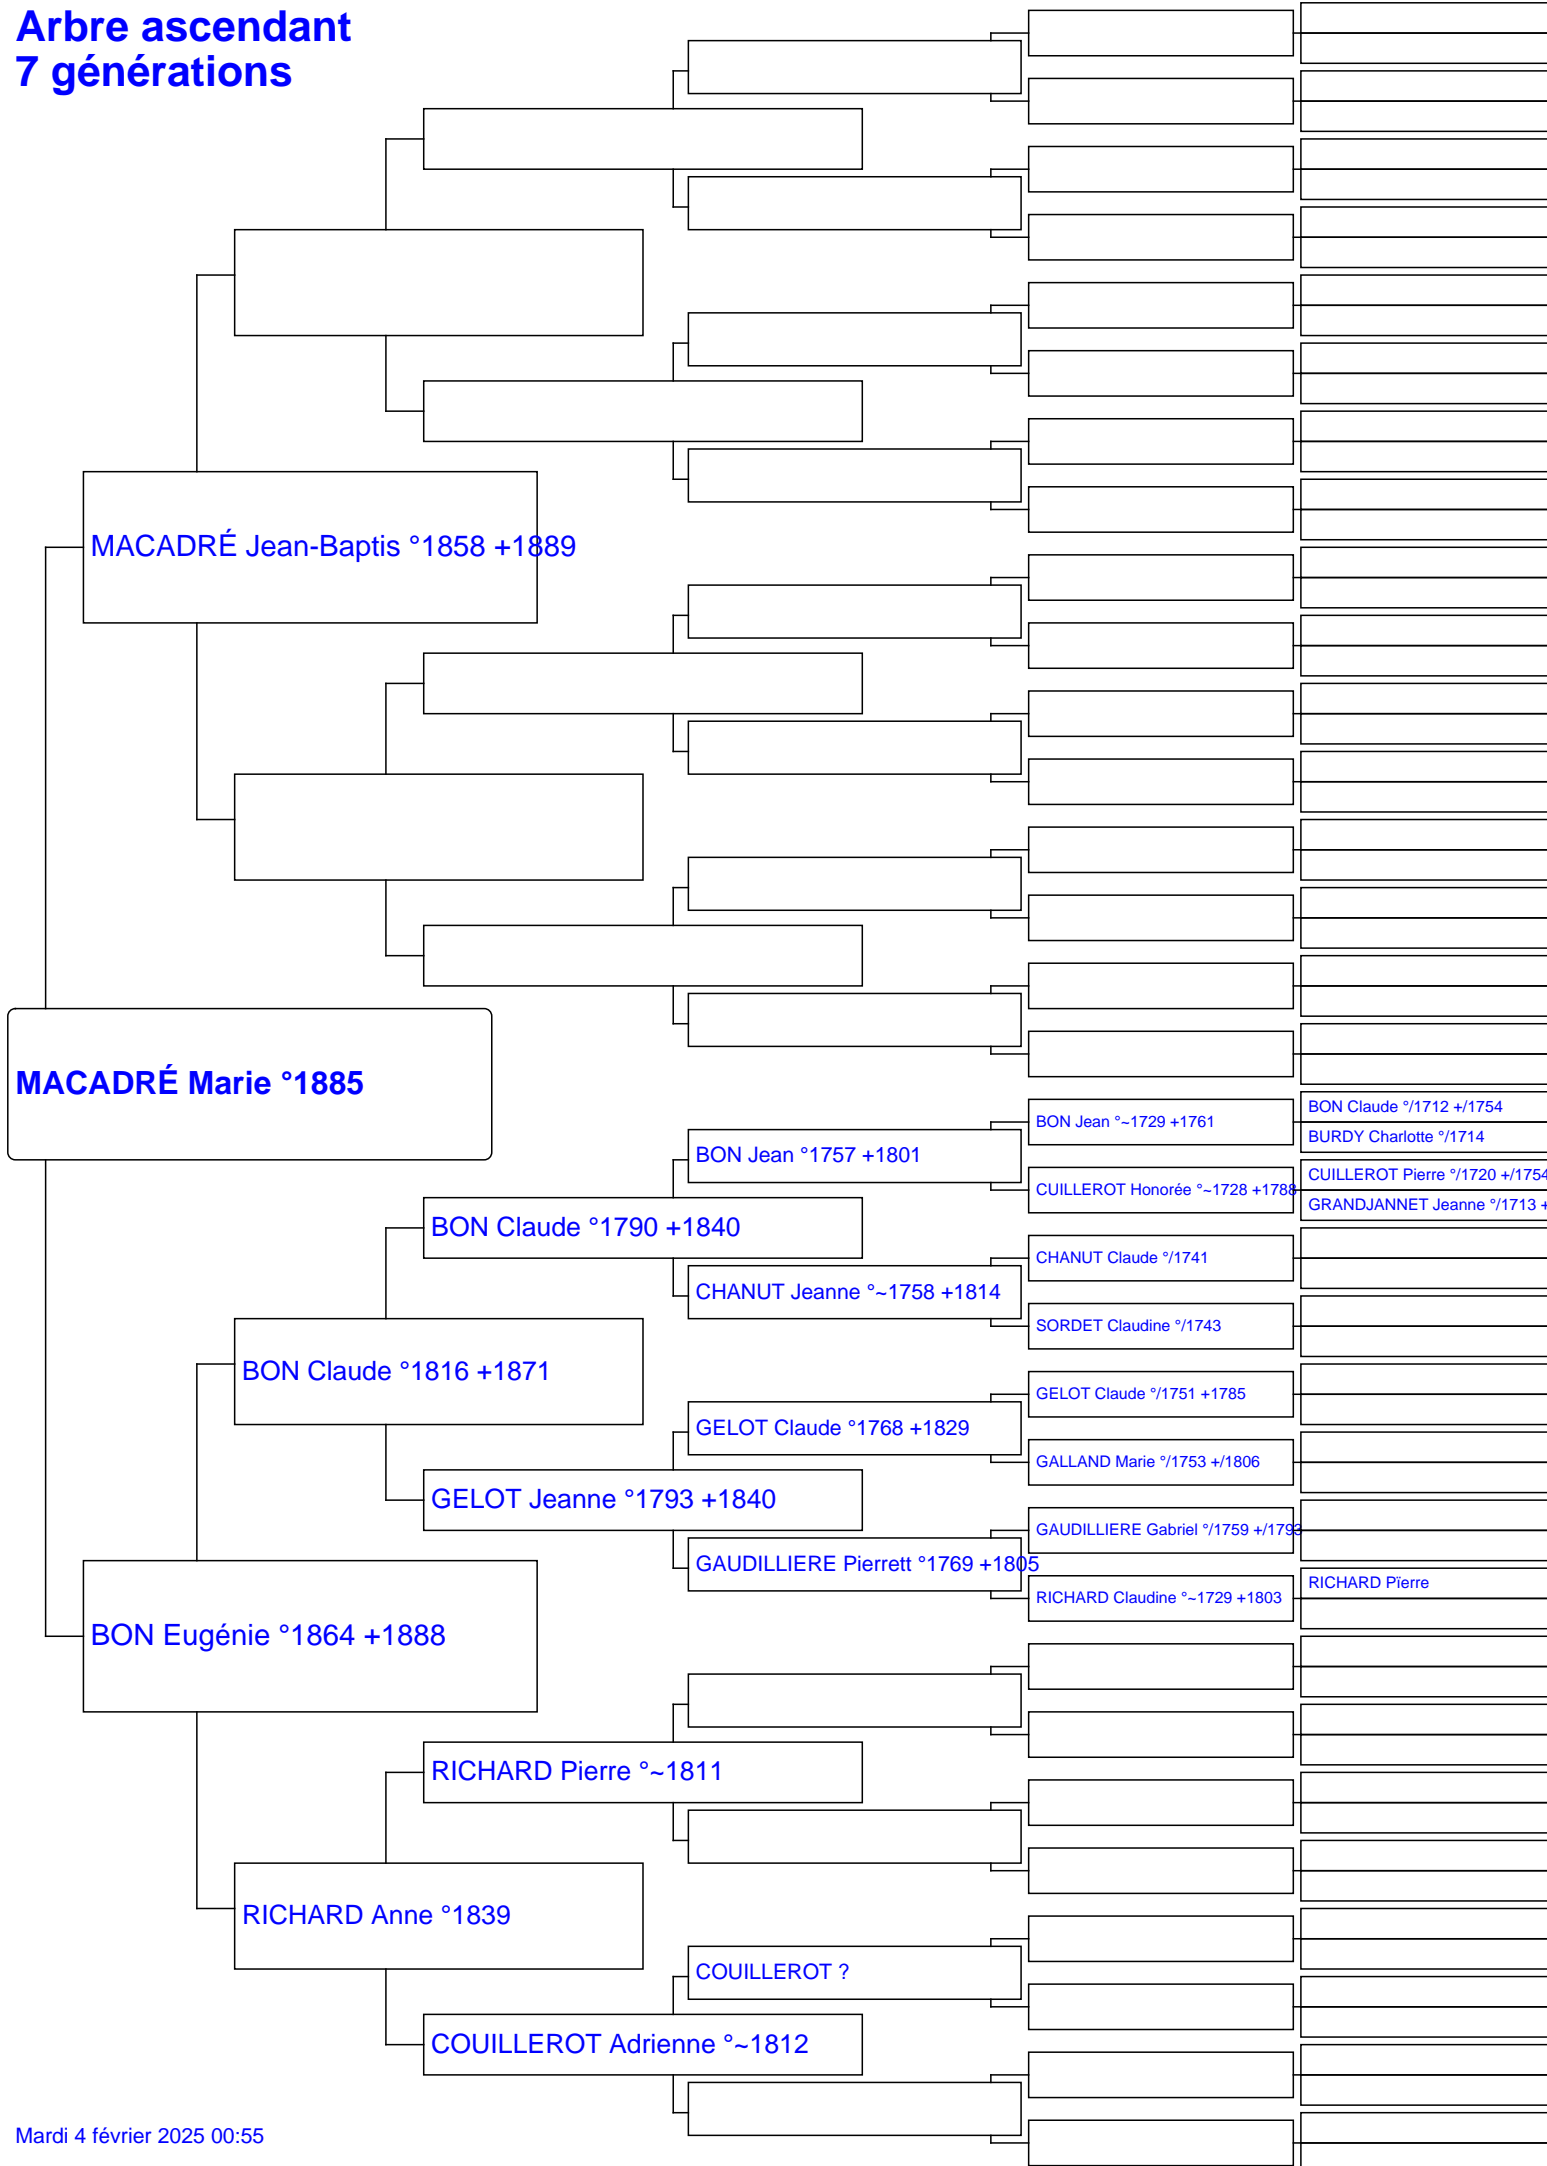 Arbre ascendant
7 générations
MACADRÉ Jean-Baptis °1858 +1889
MACADRÉ Marie °1885
BON Jean °~1729 +1761
BON Claude °/1712 +/1754
BURDY Charlotte °/1714
BON Jean °1757 +1801
CUILLEROT Honorée °~1728 +1788
CUILLEROT Pierre °/1720 +/1754
GRANDJANNET Jeanne °/1713 +
BON Claude °1790 +1840
CHANUT Claude °/1741
CHANUT Jeanne °~1758 +1814
SORDET Claudine °/1743
BON Claude °1816 +1871
GELOT Claude °/1751 +1785
GELOT Claude °1768 +1829
GALLAND Marie °/1753 +/1806
GELOT Jeanne °1793 +1840
GAUDILLIERE Gabriel °/1759 +/1793
GAUDILLIERE Pierrett °1769 +1805
RICHARD Claudine °~1729 +1803
RICHARD Pïerre
BON Eugénie °1864 +1888
RICHARD Pierre °~1811
RICHARD Anne °1839
COUILLEROT ?
COUILLEROT Adrienne °~1812
Mardi 4 février 2025 00:55